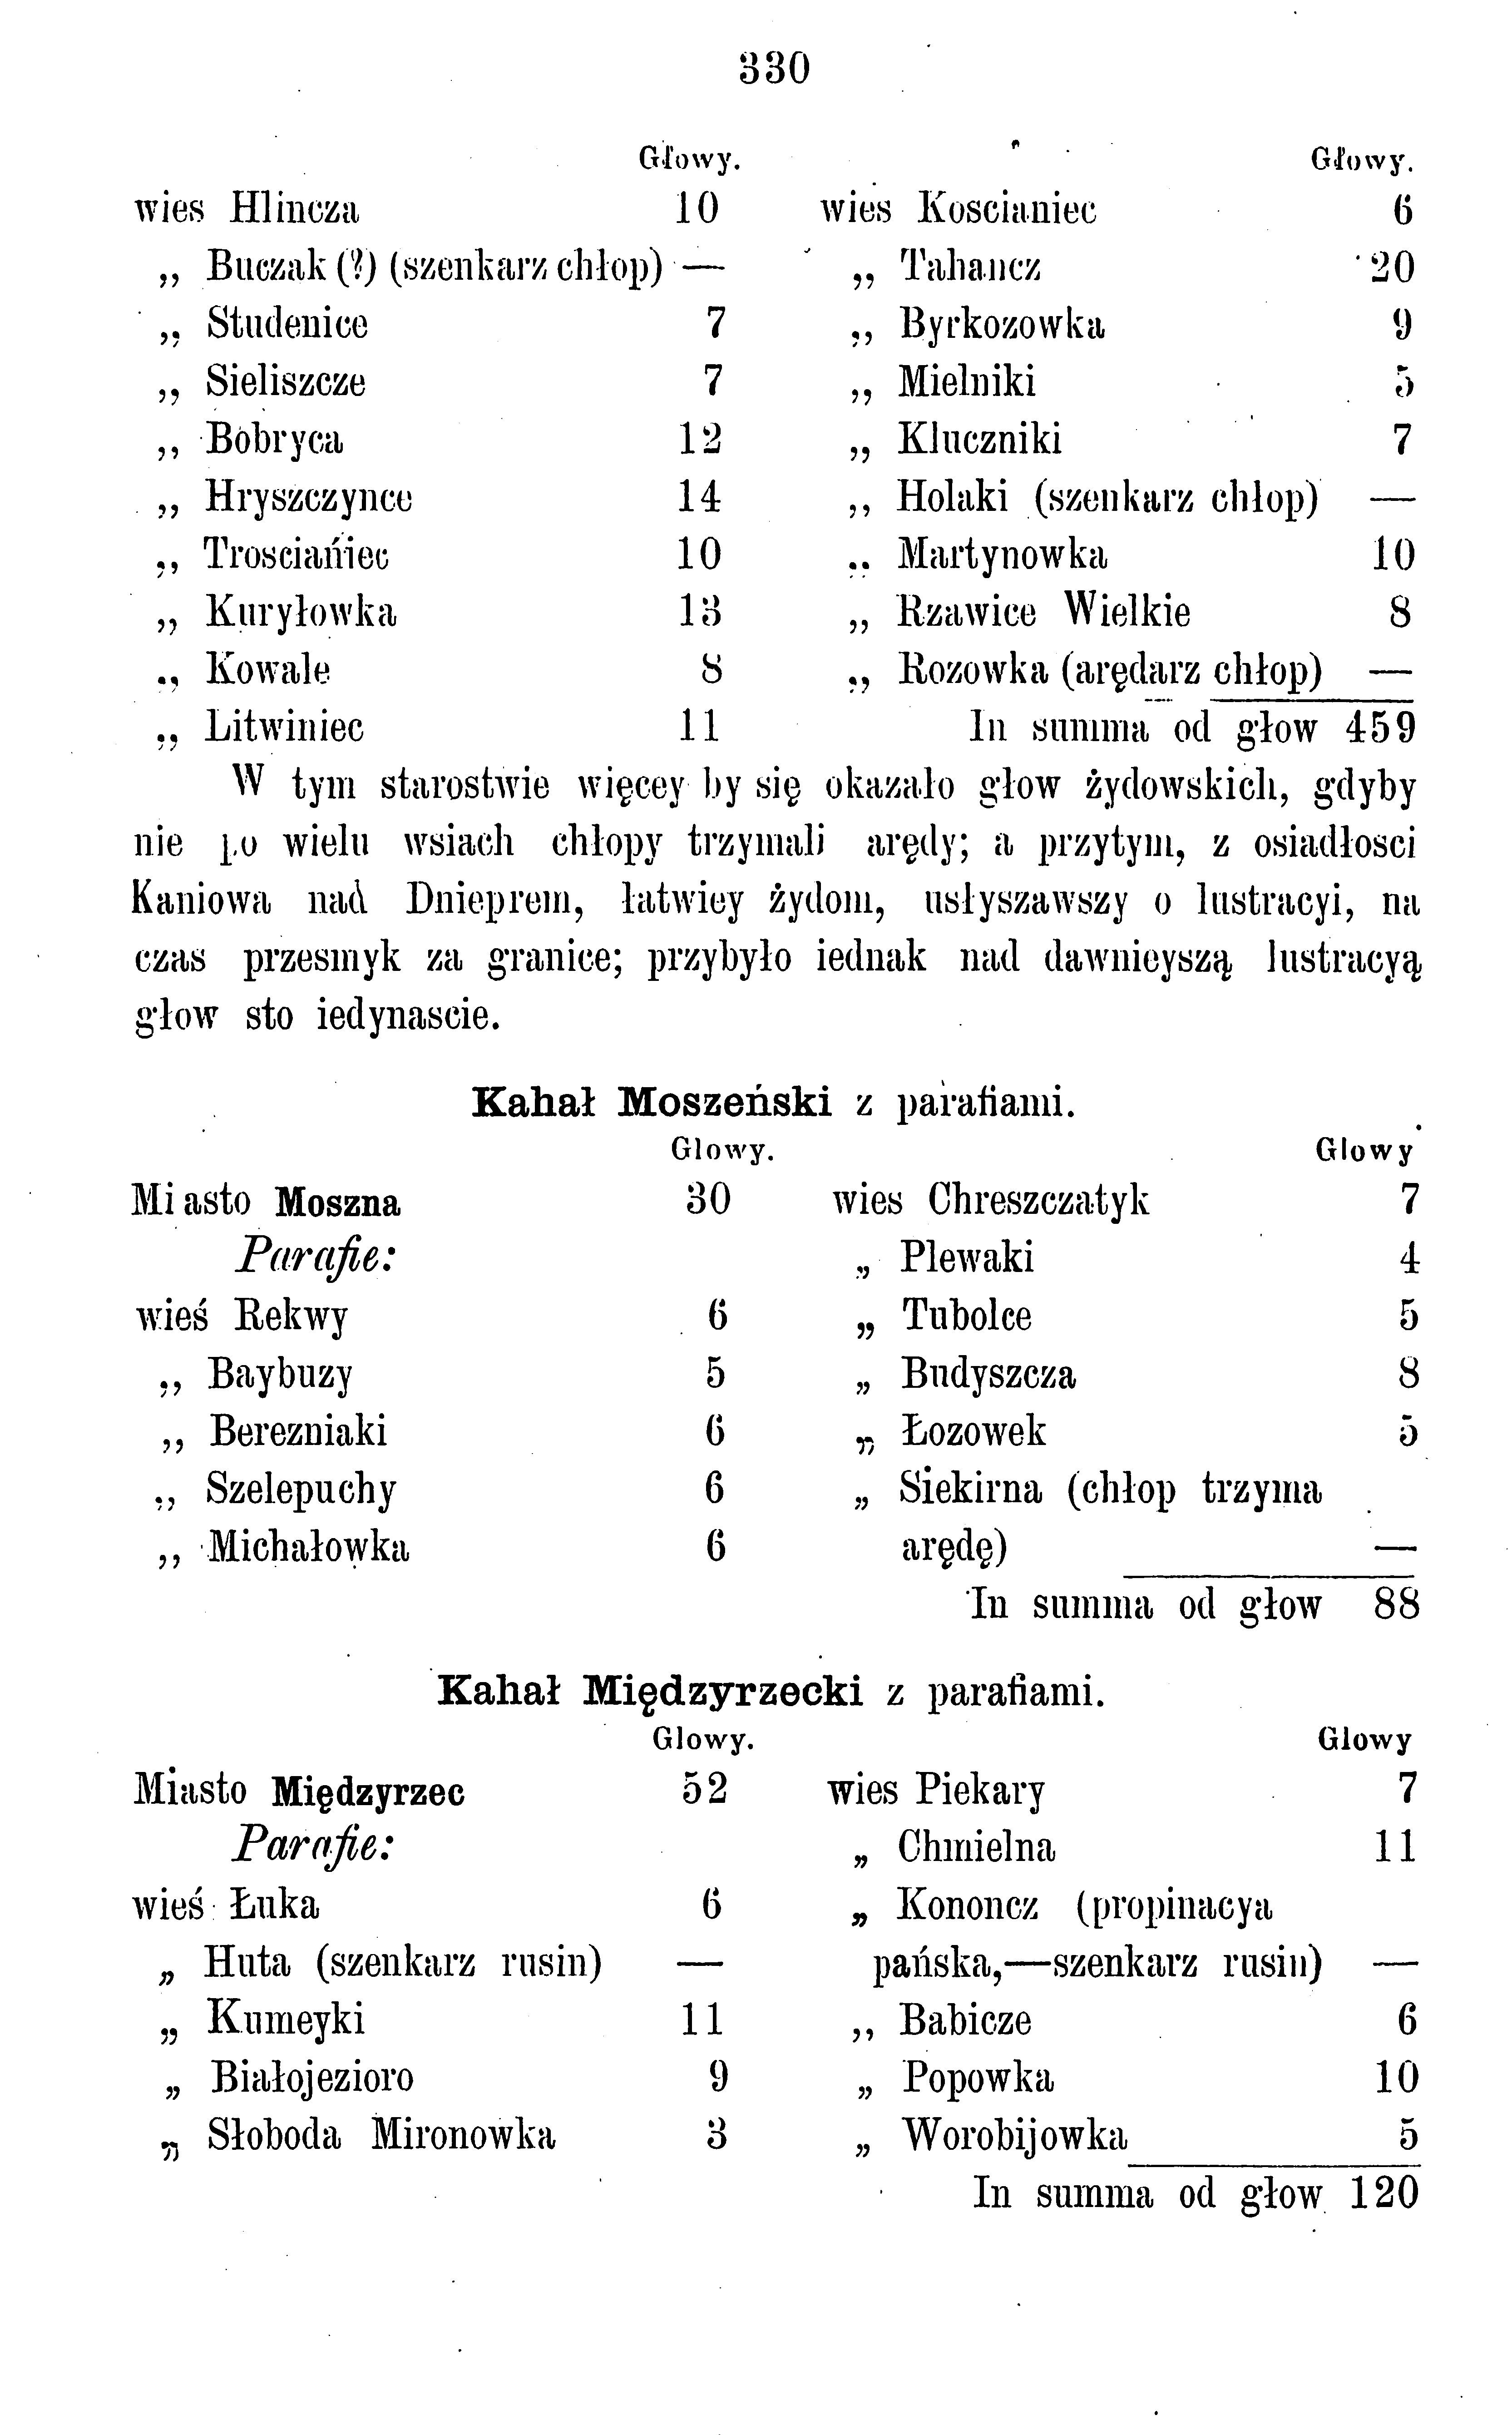 330
Głowy.
wies Hlincza 10
„ Buczak (?) (szenkarz chłop) —
„ Studenice 7
„ Sieliszcze 7
„ Bobryca 12
„ Hryszczynce 14
„ Trosciańiec 10
„ Kuryłowka 13
„ Kowale 8
„ Litwiniec 11
Głowy.
wies Koscianiec 6
„ Tahancz 20
„ Byrkozowka 9
„ Mielniki 5
„ Kluczniki 7
„ Holaki (szenkarz chłop) —
„ Martynowka 10
„ Rzawice Wielkie 8
„ Rozowka (arędarz chłop) —
In summa od głow 459
W tym starostwie więcey by się okazało głow żydowskich, gdyby
nie po wielu wsiach chłopy trzymali arędy; a przytym, z osiadłosci
Kaniowa nad Dnieprem, łatwiey żydom, usłyszawszy o lustracyi, na
czas przesmyk za granice; przybyło iednak nad dawnieyszą lustracyą
głow sto iedynascie.
Kahał Moszeński z parafiami.
Glowy.
Miasto Moszna 30
Parafie:
wieś Rekwy 6
„ Baybuzy 5
„ Berezniaki 6
„ Szelepuchy 6
„ Michałowka 6
Glowy
wies Chreszczatyk 7
„ Plewaki 4
„ Tubolce 5
„ Budyszcza 8
„ Łozowek 5
„ Siekirna (chłop trzyma
arędę) —
In summa od głow 88
Kahał Międzyrzecki z parafiami.
Glowy.
Miasto Międzyrzec 52
Parafie:
wieś Łuka 6
„ Huta (szenkarz rusin) —
„ Kumeyki 11
„ Białojezioro 9
„ Słoboda Mironowka 3
Glowy
wies Piekary 7
„ Chmielna 11
„ Kononcz (propinacya
pańska,—szenkarz rusin) —
„ Babicze 6
„ Popowka 10
„ Worobijowka 5
In summa od głow 120